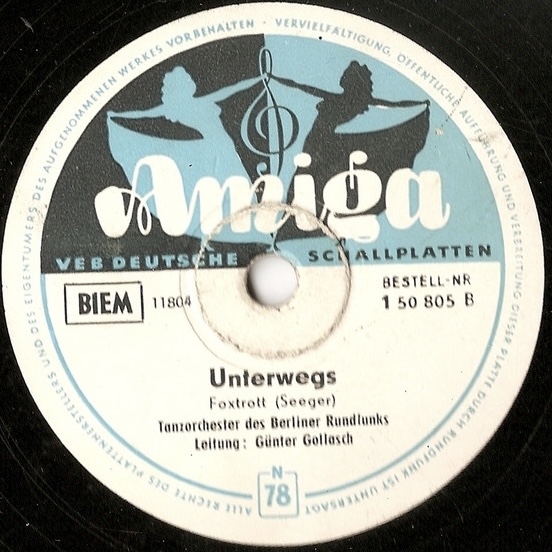 ALLE RECHTE DES PLATTENHERSTELLERS UND DES EIGENTUMERS DES AUFGENOMMENEN WERKES VORBEHALTEN - VERVIELFÄLTIGUNG, ÖFFENTLICHE AUFFÜHRUNG UND VERBREITUNG DIESER PLATTE DURCH RUNDFUNK IST UNTERSAGT
Amiga
VEB DEUTSCHE SCHALLPLATTEN
BIEM 11804
BESTELL-NR
1 50 805 B
Unterwegs
Foxtrott (Seeger)
Tanzorchester des Berliner Rundfunks
Leitung: Günter Gollasch
N
78